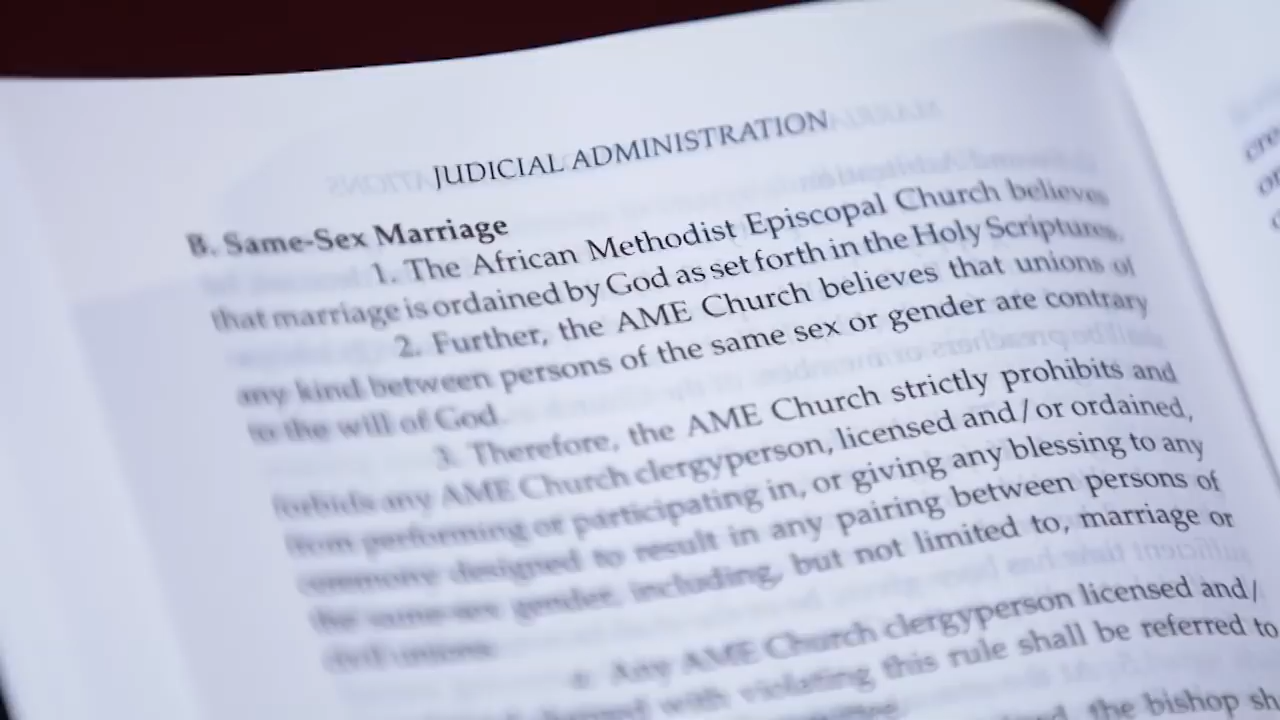 JUDICIAL ADMINISTRATION
B. Same-Sex Marriage
1. The African Methodist Episcopal Church believes
that marriage is ordained by God as set forth in the Holy Scriptures.
2. Further, the AME Church believes that unions of
any kind between persons of the same sex or gender are contrary
to the will of God.
3. Therefore, the AME Church strictly prohibits and
forbids any AME Church clergyperson, licensed and/or ordained,
from performing or participating in, or giving any blessing to any
ceremony designed to result in any pairing between persons of
the same-sex gender, including, but not limited to, marriage or
civil unions.
Any AME Church clergyperson licensed and/
with violating this rule shall be referred to
the bishop sh